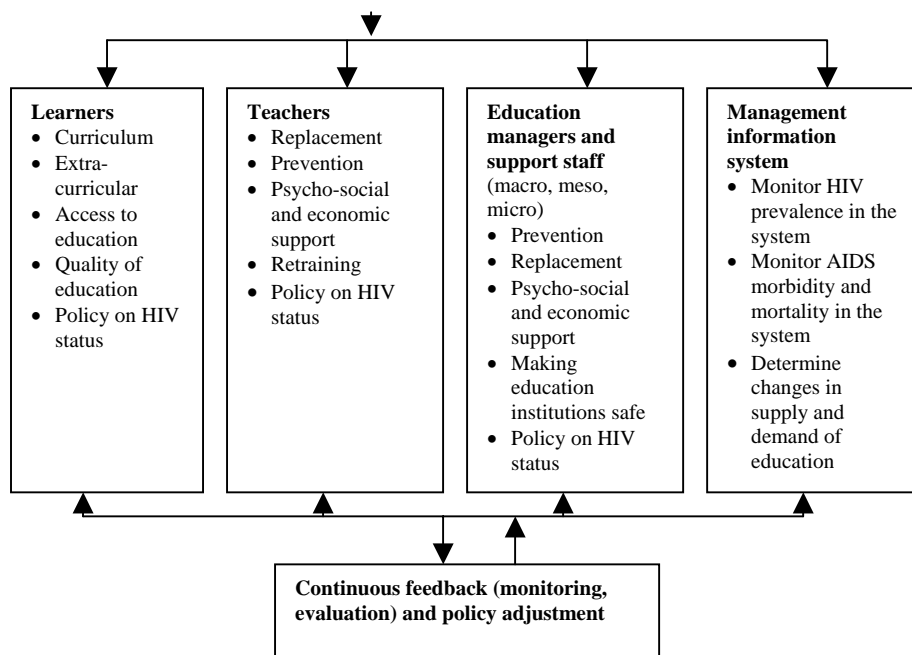 Learners
• Curriculum
• Extra-
curricular
• Access to
education
• Quality of
education
• Policy on HIV
status
Teachers
• Replacement
• Prevention
• Psycho-social
and economic
support
• Retraining
• Policy on HIV
status
Education
managers and
support staff
(macro, meso,
micro)
• Prevention
• Replacement
• Psycho-social
and economic
support
• Making
education
institutions safe
• Policy on HIV
status
Management
information
system
• Monitor HIV
prevalence in the
system
• Monitor AIDS
morbidity and
mortality in the
system
• Determine
changes in
supply and
demand of
education
Continuous feedback (monitoring,
evaluation) and policy adjustment